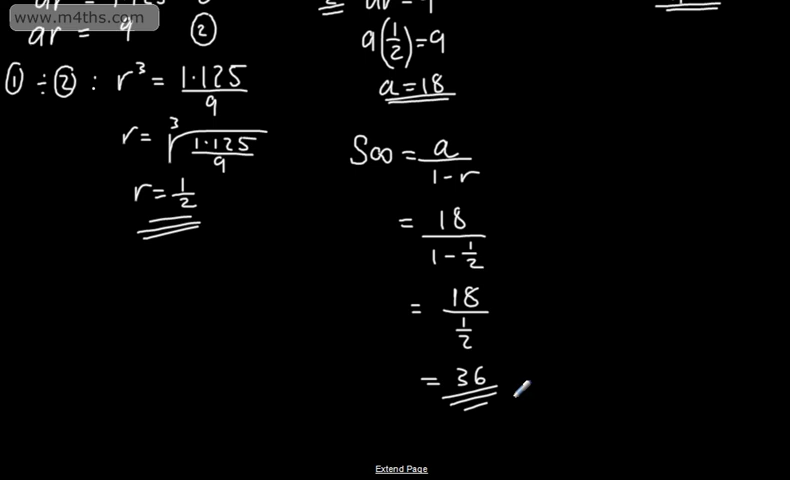 www.m4ths.com
ar = 9 ②
① ÷ ② : r³ = 1.125/9
r = ∛(1.125/9)
r = 1/2
a(1/2) = 9
a = 18
S∞ = a/(1-r)
= 18/(1-1/2)
= 18/(1/2)
= 36
Extend Page